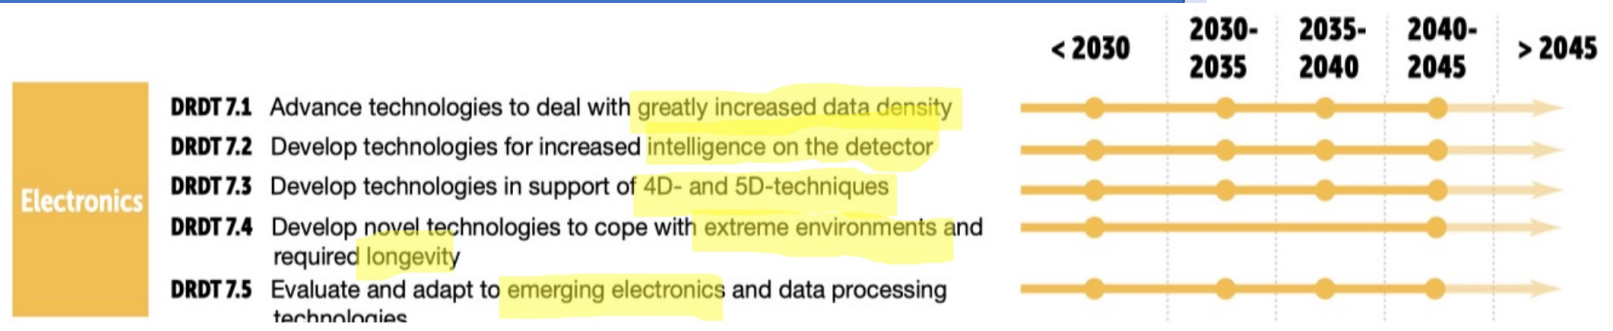 < 2030
2030-
2035
2035-
2040
2040-
2045
> 2045
Electronics
DRDT 7.1 Advance technologies to deal with greatly increased data density
DRDT 7.2 Develop technologies for increased intelligence on the detector
DRDT 7.3 Develop technologies in support of 4D- and 5D-techniques
DRDT 7.4 Develop novel technologies to cope with extreme environments and
required longevity
DRDT 7.5 Evaluate and adapt to emerging electronics and data processing
technologies